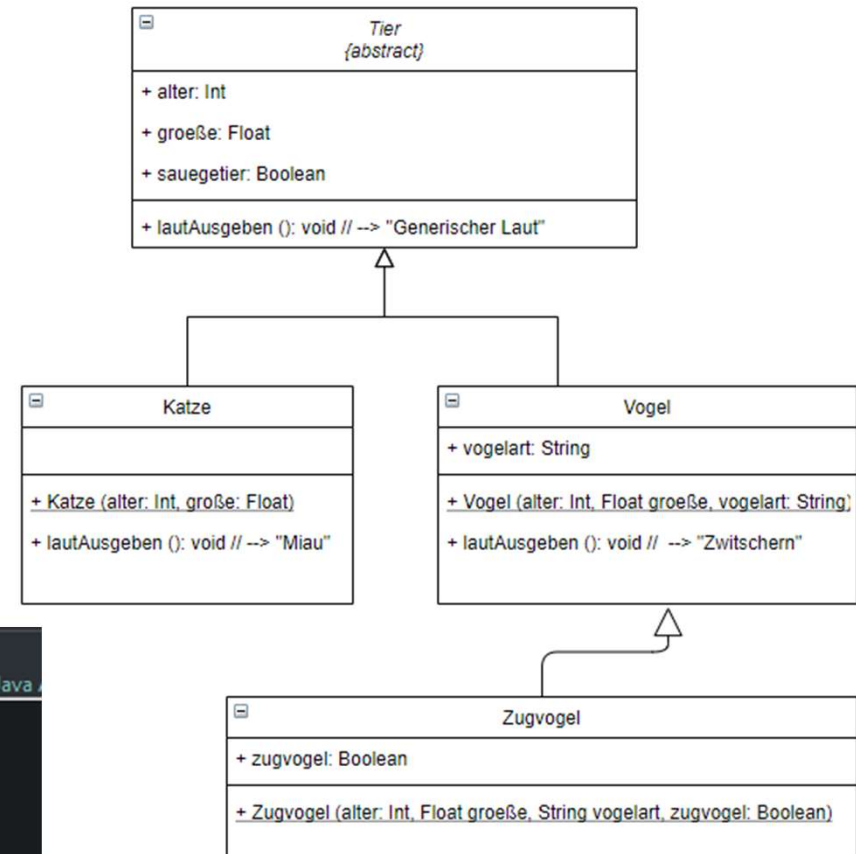 Tier
{abstract}
+ alter: Int
+ groeße: Float
+ sauegetier: Boolean
+ lautAusgeben (): void // --> "Generischer Laut"
Katze
+ Katze (alter: Int, große: Float)
+ lautAusgeben (): void // --> "Miau"
Vogel
+ vogelart: String
+ Vogel (alter: Int, Float groeße, vogelart: String)
+ lautAusgeben (): void // --> "Zwitschern"
Zugvogel
+ zugvogel: Boolean
+ Zugvogel (alter: Int, Float groeße, String vogelart, zugvogel: Boolean)